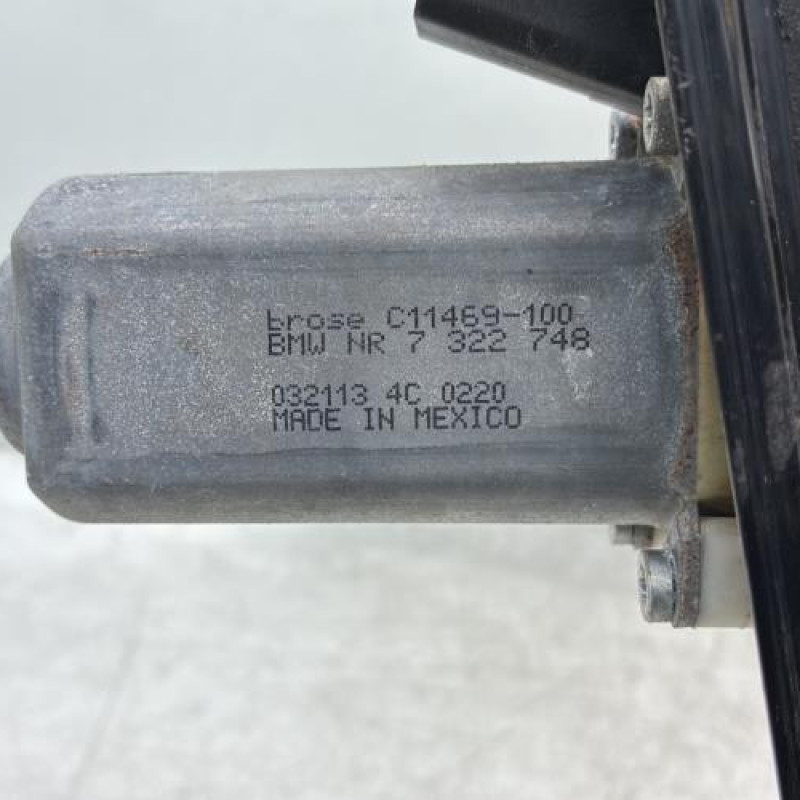 brose C11469-100
BMW NR 7 322 748
032113 4C 0220
MADE IN MEXICO